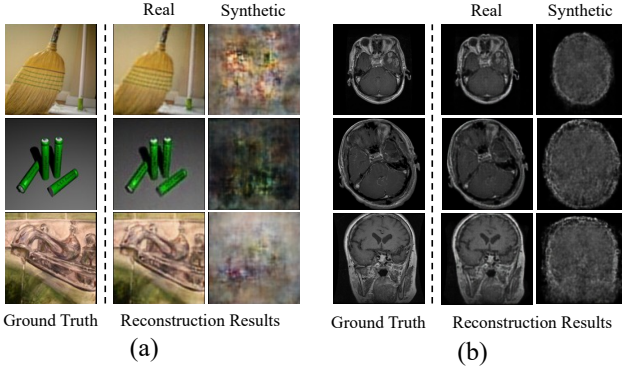 Real Synthetic
Real Synthetic
Ground Truth Reconstruction Results
Ground Truth Reconstruction Results
(a)
(b)